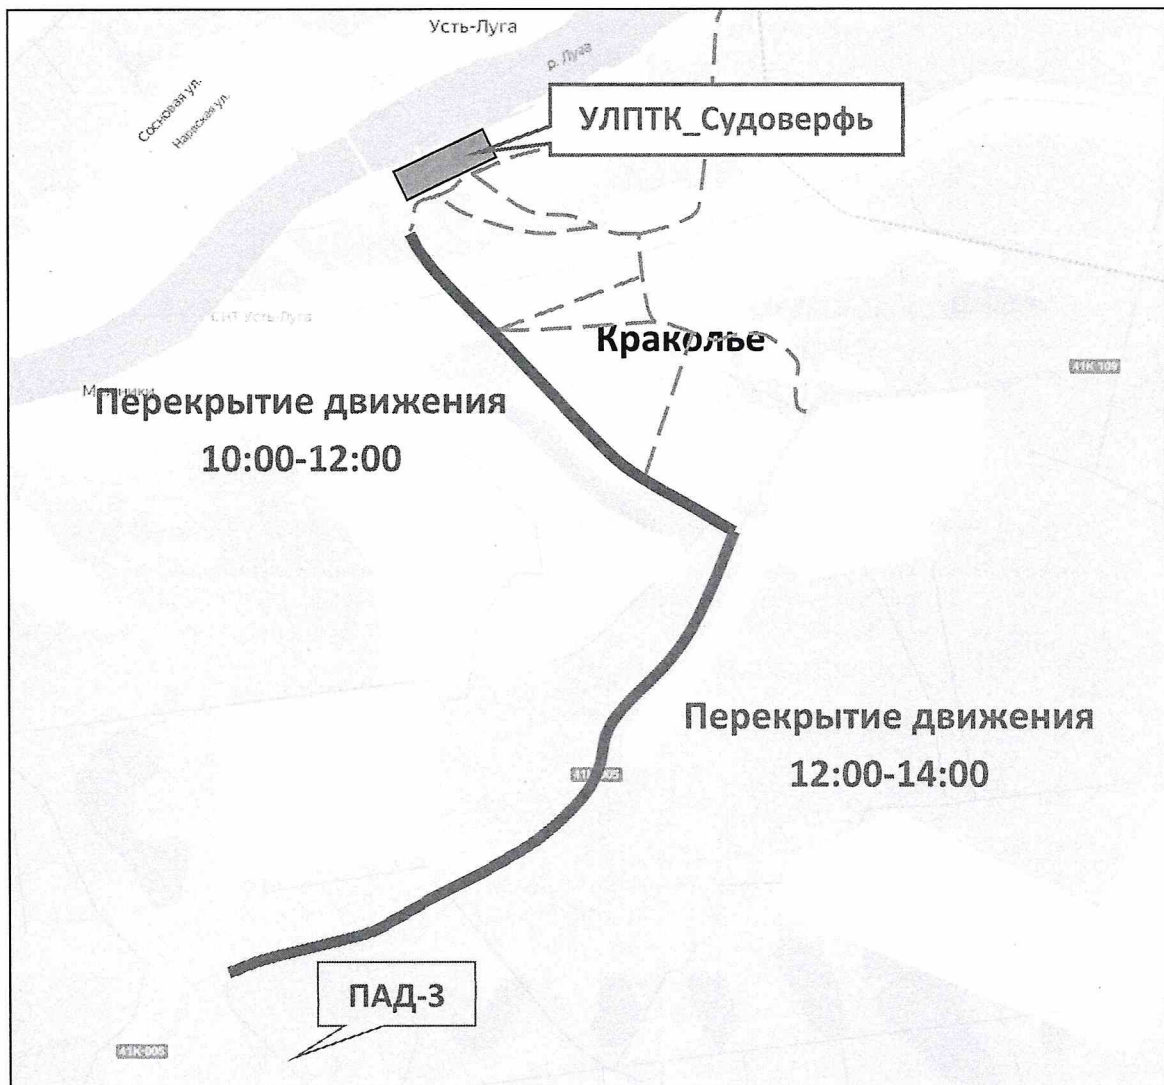 Усть-Луга
р. Луга
Сосновая ул.
Нарвская ул.
УЛПТК_Судоверфь
СНТ Усть-Луга
Краколье
41К 109
Перекрытие движения
10:00-12:00
Перекрытие движения
12:00-14:00
ПАД-3
41К-005